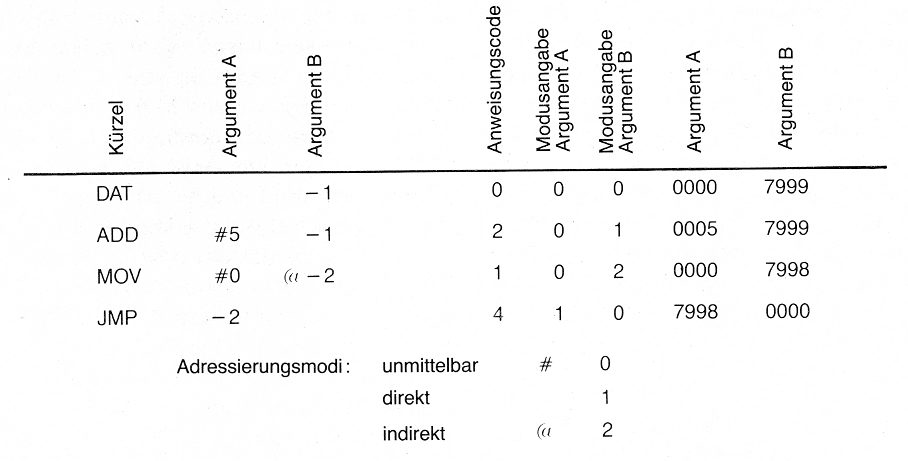 Kürzel Argument A Argument B Anweisungscode Modusangabe Argument A Modusangabe Argument B Argument A Argument B
DAT − 1 0 0 0 0000 7999
ADD #5 − 1 2 0 1 0005 7999
MOV #0 @ − 2 1 0 2 0000 7998
JMP − 2 4 1 0 7998 0000
Adressierungsmodi: unmittelbar # 0
direkt 1
indirekt @ 2